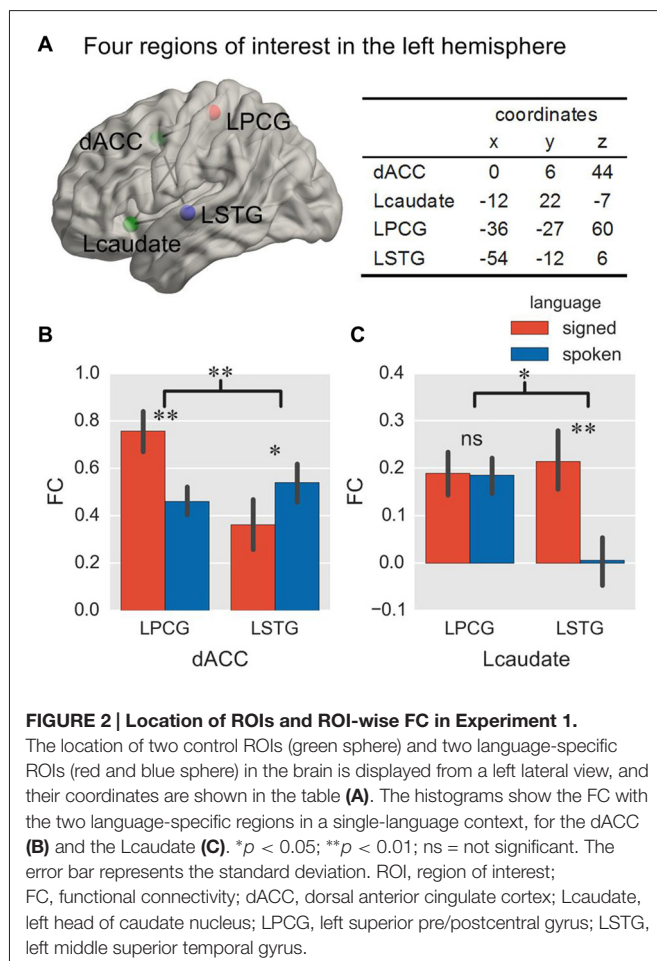 A Four regions of interest in the left hemisphere
LPCG
dACC
LSTG
Lcaudate
coordinates
x y z
dACC 0 6 44
Lcaudate -12 22 -7
LPCG -36 -27 60
LSTG -54 -12 6
language
signed
spoken
B
**
**
*
1.0
0.8
0.6
0.4
0.2
0.0
FC
LPCG LSTG
dACC
C
*
ns
**
0.4
0.3
0.2
0.1
0.0
−0.1
FC
LPCG LSTG
Lcaudate
FIGURE 2 | Location of ROIs and ROI-wise FC in Experiment 1.
The location of two control ROIs (green sphere) and two language-specific
ROIs (red and blue sphere) in the brain is displayed from a left lateral view, and
their coordinates are shown in the table (A). The histograms show the FC with
the two language-specific regions in a single-language context, for the dACC
(B) and the Lcaudate (C). *p < 0.05; **p < 0.01; ns = not significant. The
error bar represents the standard deviation. ROI, region of interest;
FC, functional connectivity; dACC, dorsal anterior cingulate cortex; Lcaudate,
left head of caudate nucleus; LPCG, left superior pre/postcentral gyrus; LSTG,
left middle superior temporal gyrus.